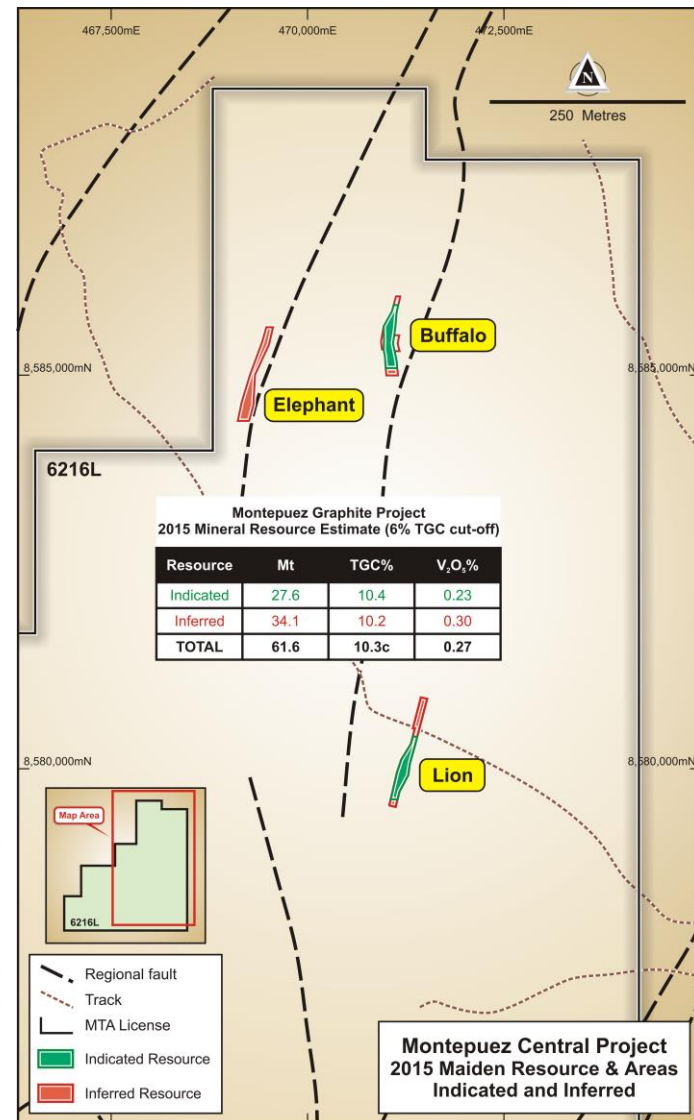 467,500mE 470,000mE 472,500mE
N
250 Metres
Buffalo
8,585,000mN 8,585,000mN
Elephant
6216L
Montepuez Graphite Project
2015 Mineral Resource Estimate (6% TGC cut-off)
Resource Mt TGC% V₂O₅%
Indicated 27.6 10.4 0.23
Inferred 34.1 10.2 0.30
TOTAL 61.6 10.3c 0.27
8,580,000mN 8,580,000mN
Lion
Map Area
6216L
Regional fault
Track
MTA License
Indicated Resource
Inferred Resource
Montepuez Central Project
2015 Maiden Resource & Areas
Indicated and Inferred